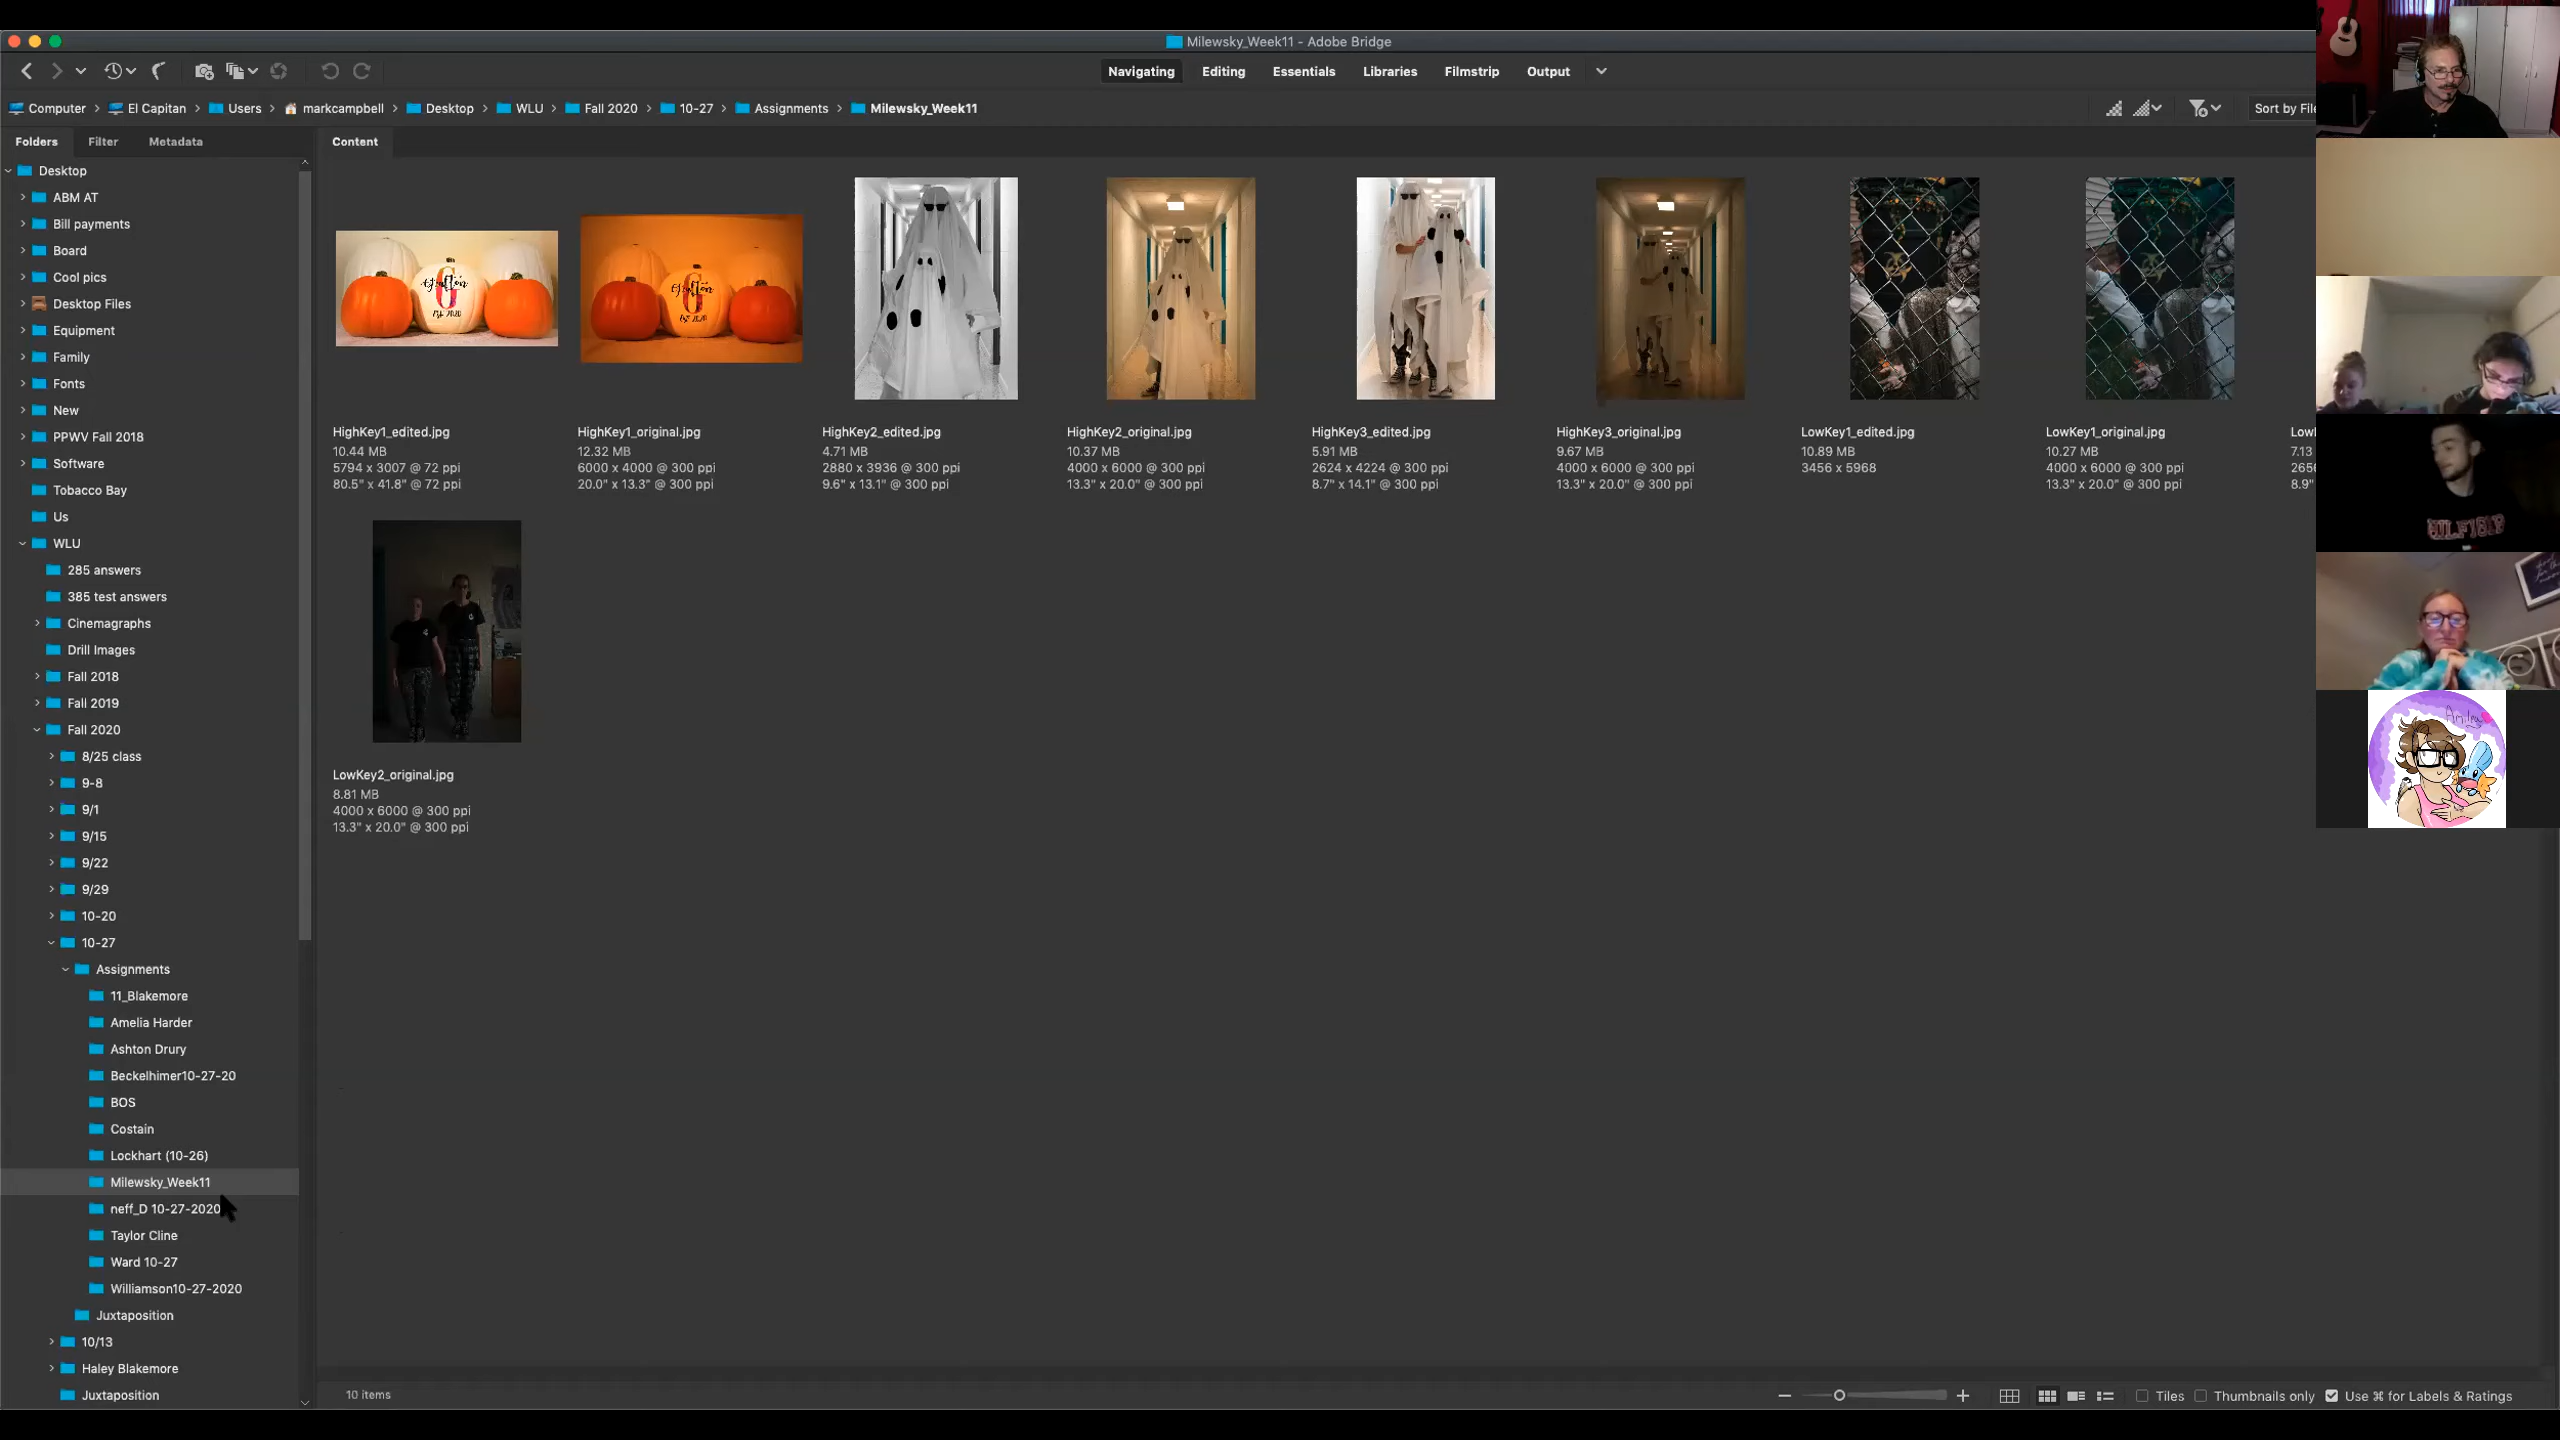 Milewsky_Week11 - Adobe Bridge
Navigating Editing Essentials Libraries Filmstrip Output
Computer El Capitan Users markcampbell Desktop WLU Fall 2020 10-27 Assignments Milewsky_Week11
Sort by File
Folders Filter Metadata
Content
Desktop
ABM AT
Bill payments
Board
Cool pics
Desktop Files
Equipment
Family
Fonts
New
PPWV Fall 2018
Software
Tobacco Bay
Us
WLU
285 answers
385 test answers
Cinemagraphs
Drill Images
Fall 2018
Fall 2019
Fall 2020
8/25 class
9-8
9/1
9/15
9/22
9/29
10-20
10-27
Assignments
11_Blakemore
Amelia Harder
Ashton Drury
Beckelhimer10-27-20
BOS
Costain
Lockhart (10-26)
Milewsky_Week11
neff_D 10-27-2020
Taylor Cline
Ward 10-27
Williamson10-27-2020
Juxtaposition
10/13
Haley Blakemore
Juxtaposition
HighKey1_edited.jpg
10.44 MB
5794 x 3007 @ 72 ppi
80.5" x 41.8" @ 72 ppi
HighKey1_original.jpg
12.32 MB
6000 x 4000 @ 300 ppi
20.0" x 13.3" @ 300 ppi
HighKey2_edited.jpg
4.71 MB
2880 x 3936 @ 300 ppi
9.6" x 13.1" @ 300 ppi
HighKey2_original.jpg
10.37 MB
4000 x 6000 @ 300 ppi
13.3" x 20.0" @ 300 ppi
HighKey3_edited.jpg
5.91 MB
2624 x 4224 @ 300 ppi
8.7" x 14.1" @ 300 ppi
HighKey3_original.jpg
9.67 MB
4000 x 6000 @ 300 ppi
13.3" x 20.0" @ 300 ppi
LowKey1_edited.jpg
10.89 MB
3456 x 5968
LowKey1_original.jpg
10.27 MB
4000 x 6000 @ 300 ppi
13.3" x 20.0" @ 300 ppi
Low
7.13
265
8.9"
LowKey2_original.jpg
8.81 MB
4000 x 6000 @ 300 ppi
13.3" x 20.0" @ 300 ppi
10 items
Tiles Thumbnails only Use ⌘ for Labels & Ratings